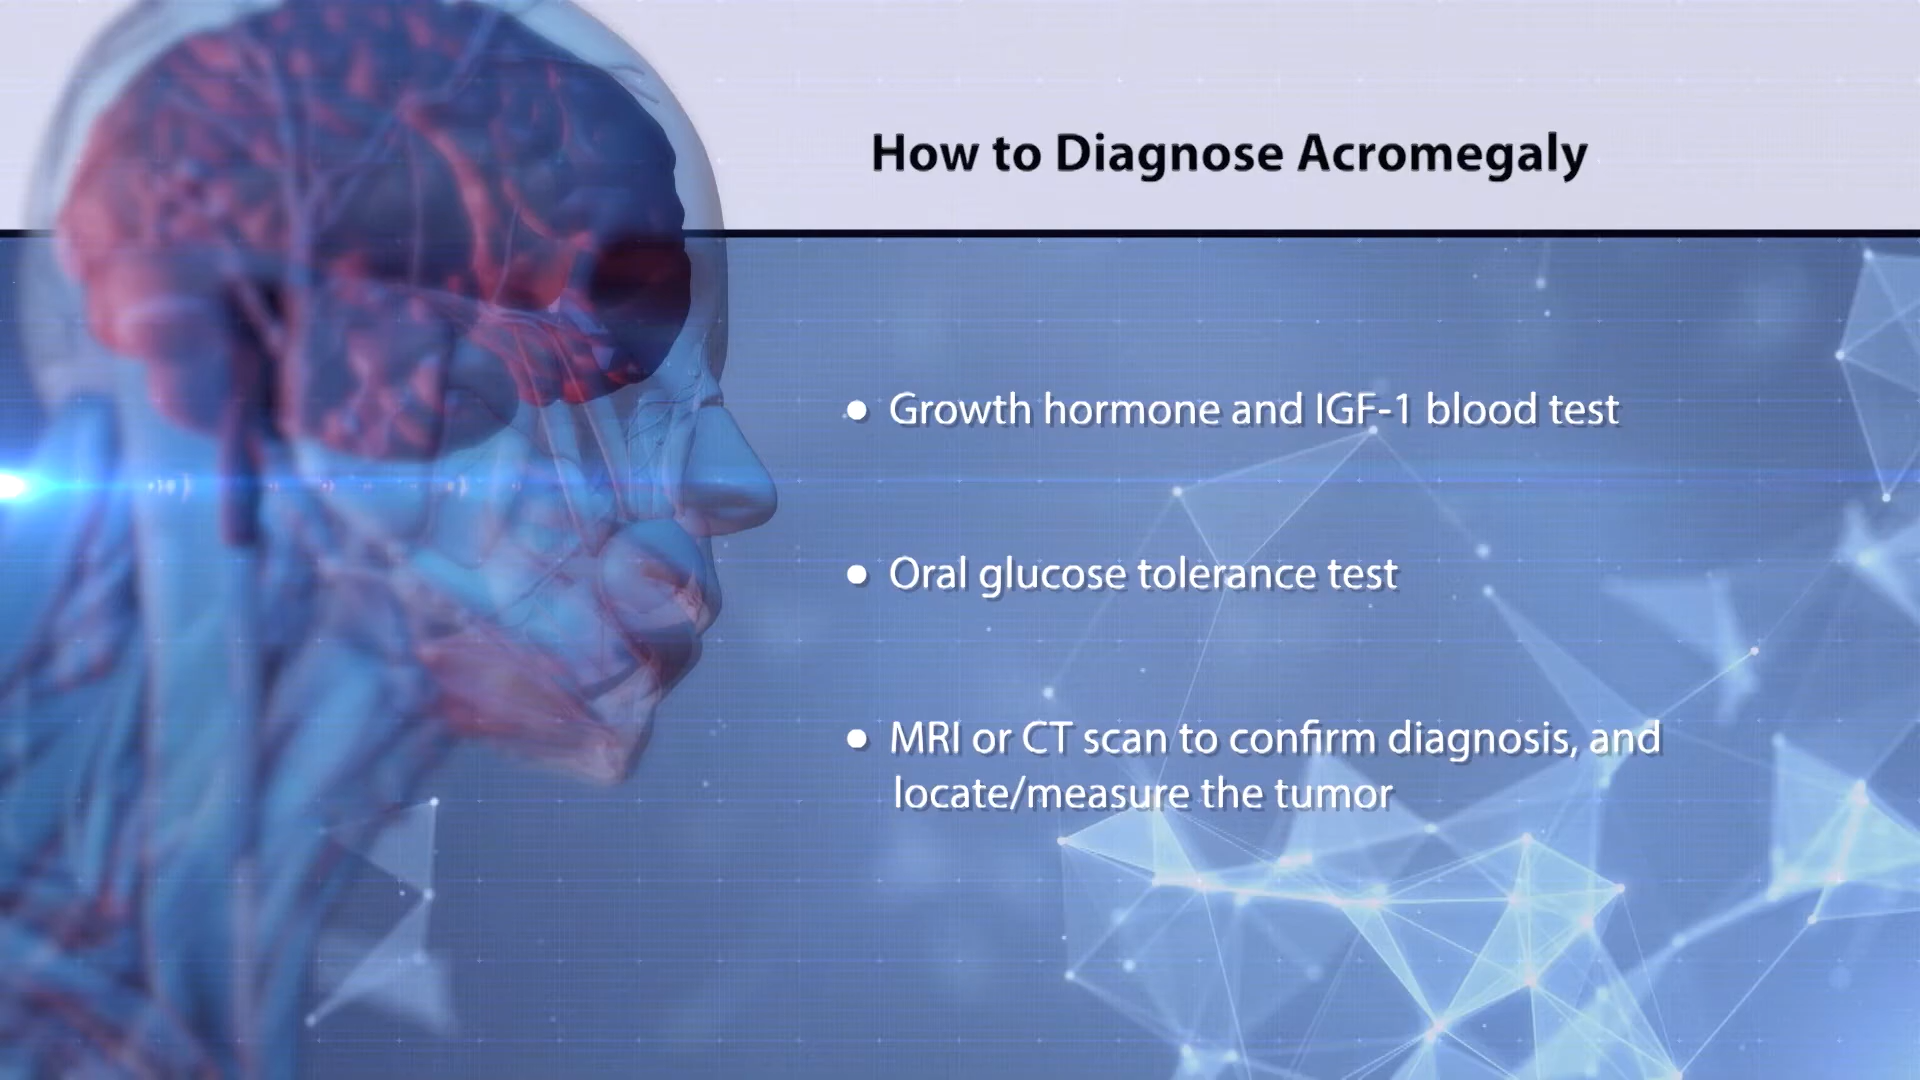 How to Diagnose Acromegaly
• Growth hormone and IGF-1 blood test
• Oral glucose tolerance test
• MRI or CT scan to confirm diagnosis, and
locate/measure the tumor